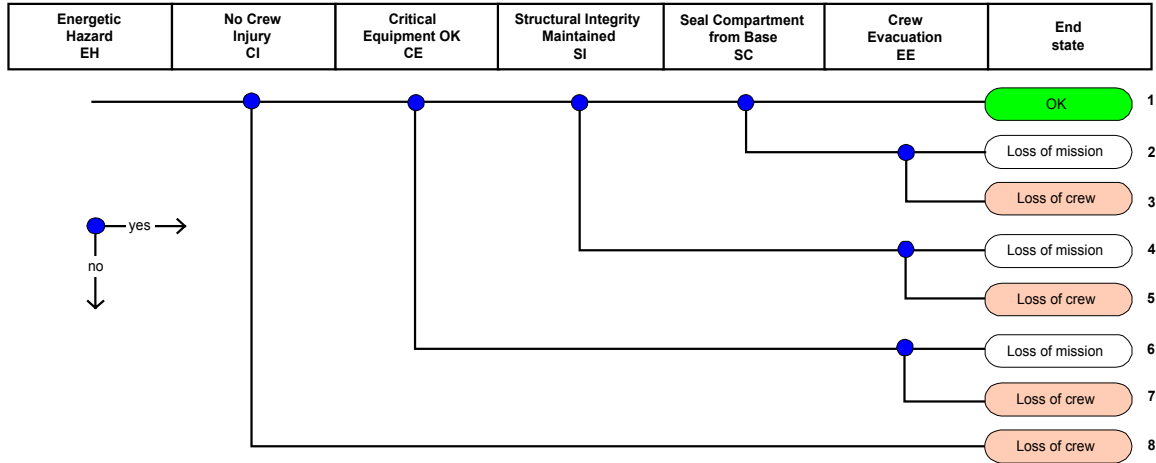 Energetic
Hazard
EH
No Crew
Injury
CI
Critical
Equipment OK
CE
Structural Integrity
Maintained
SI
Seal Compartment
from Base
SC
Crew
Evacuation
EE
End
state
OK 1
Loss of mission 2
Loss of crew 3
yes
no
Loss of mission 4
Loss of crew 5
Loss of mission 6
Loss of crew 7
Loss of crew 8